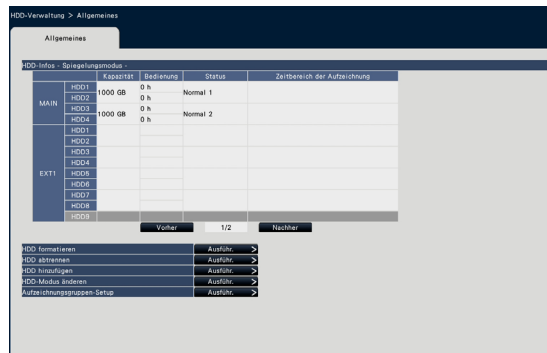 HDD-Verwaltung > Allgemeines
Allgemeines
HDD-Infos - Spiegelungsmodus -
Kapazität Bedienung Status Zeitbereich der Aufzeichnung
MAIN
HDD1 1000 GB 0 h Normal 1
HDD2 0 h
HDD3 1000 GB 0 h Normal 2
HDD4 0 h
EXT1
HDD1
HDD2
HDD3
HDD4
HDD5
HDD6
HDD7
HDD8
HDD9
Vorher 1/2 Nachher
HDD formatieren Ausführ. >
HDD abtrennen Ausführ. >
HDD hinzufügen Ausführ. >
HDD-Modus änderen Ausführ. >
Aufzeichnungsgruppen-Setup Ausführ. >